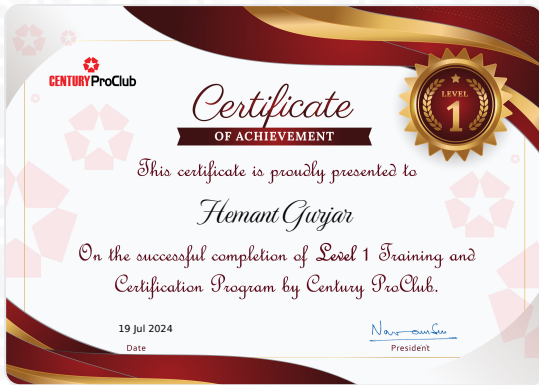 CENTURY ProClub
LEVEL
1
Certificate
OF ACHIEVEMENT
This certificate is proudly presented to
Hemant Gurjar
On the successful completion of Level 1 Training and
Certification Program by Century ProClub.
19 Jul 2024
Date
President